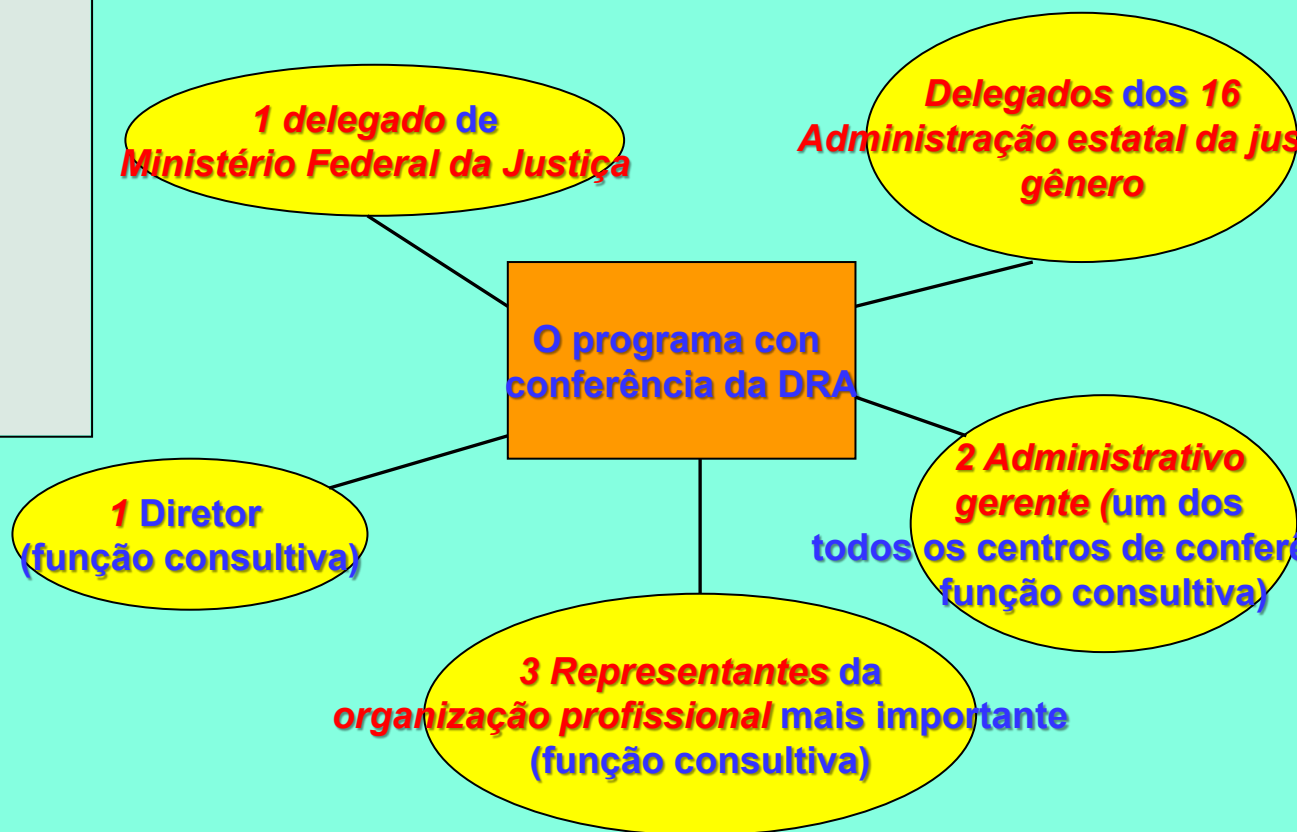 1 delegado de
Ministério Federal da Justiça
Delegados dos 16
Administração estatal da jus
gênero
O programa con
conferência da DRA
2 Administrativo
gerente (um dos
todos os centros de conferê
função consultiva)
1 Diretor
(função consultiva)
3 Representantes da
organização profissional mais importante
(função consultiva)